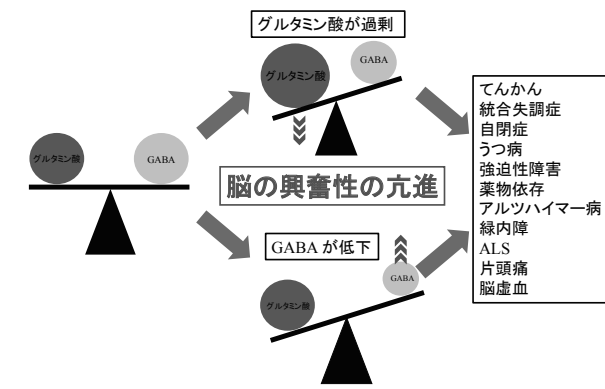 グルタミン酸が過剰
グルタミン酸
GABA
グルタミン酸
GABA
脳の興奮性の亢進
GABA が低下
グルタミン酸
GABA
てんかん
統合失調症
自閉症
うつ病
強迫性障害
薬物依存
アルツハイマー病
緑内障
ALS
片頭痛
脳虚血